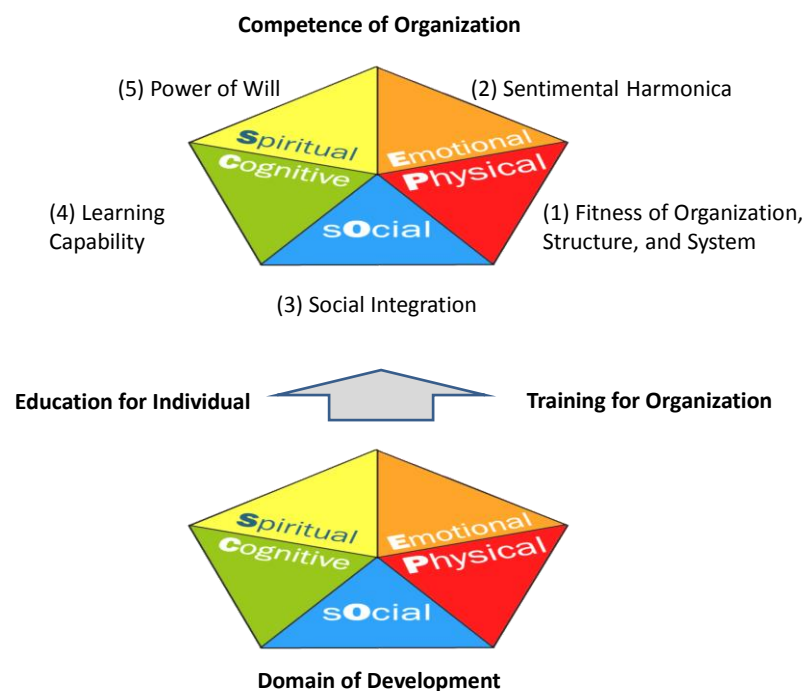 Competence of Organization
(5) Power of Will
(2) Sentimental Harmonica
Spiritual
Emotional
Cognitive
Physical
sOcial
(4) Learning
Capability
(1) Fitness of Organization,
Structure, and System
(3) Social Integration
Education for Individual
Training for Organization
Spiritual
Emotional
Cognitive
Physical
sOcial
Domain of Development